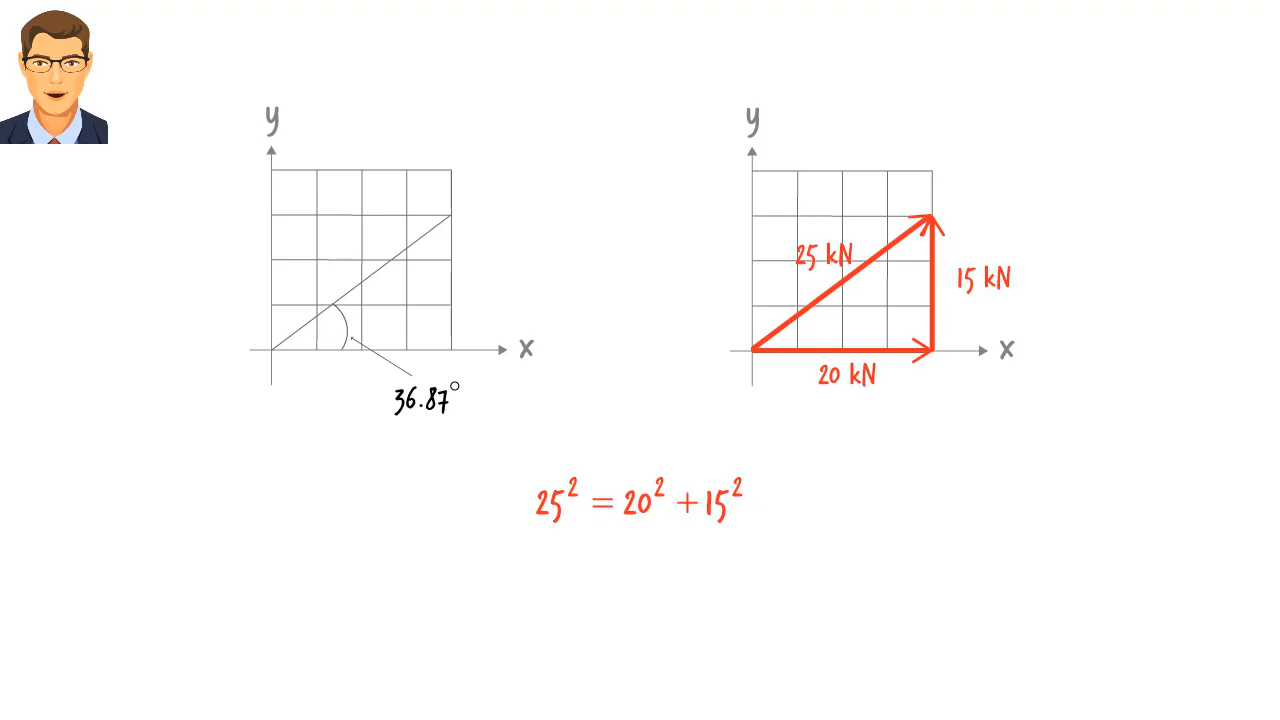 y
x
36.87°
y
25 kN
15 kN
x
20 kN
25² = 20² + 15²